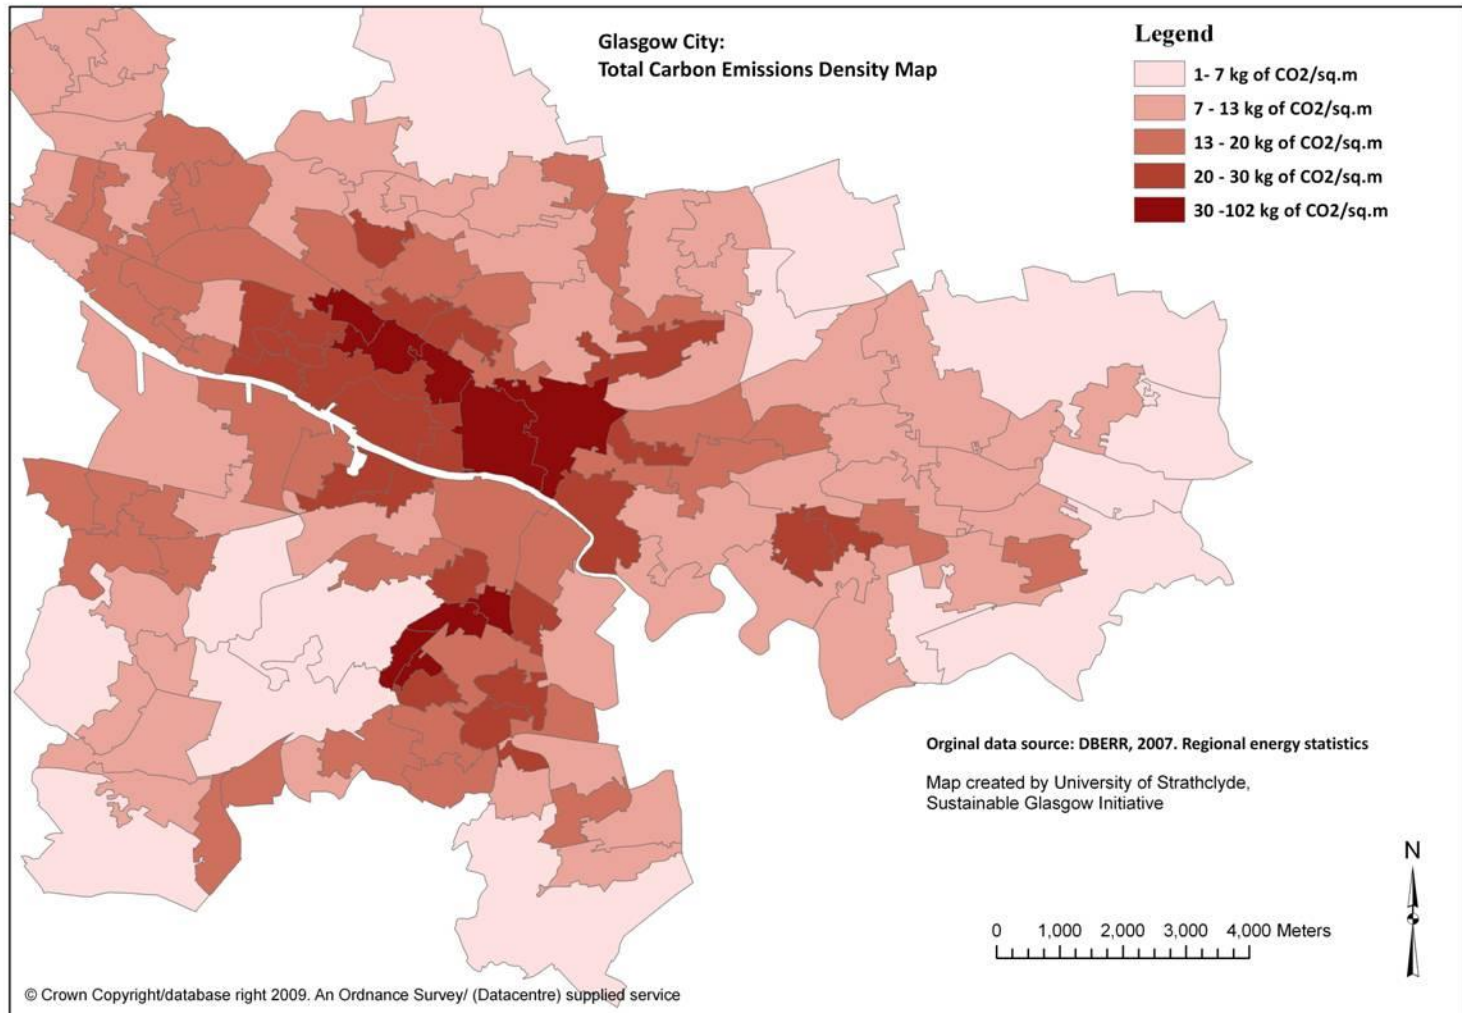 Glasgow City:
Total Carbon Emissions Density Map
Legend
1- 7 kg of CO2/sq.m
7 - 13 kg of CO2/sq.m
13 - 20 kg of CO2/sq.m
20 - 30 kg of CO2/sq.m
30 -102 kg of CO2/sq.m
Orginal data source: DBERR, 2007. Regional energy statistics
Map created by University of Strathclyde,
Sustainable Glasgow Initiative
N
0 1,000 2,000 3,000 4,000 Meters
© Crown Copyright/database right 2009. An Ordnance Survey/ (Datacentre) supplied service